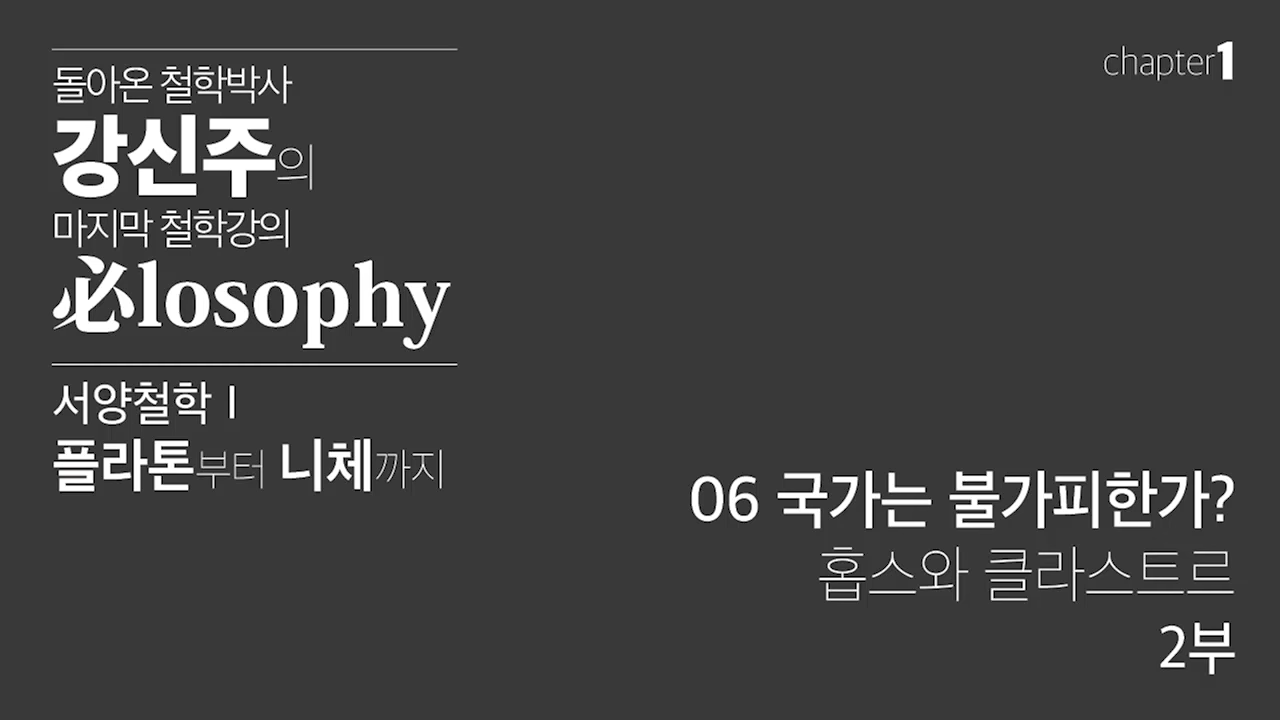 돌아온 철학박사
강신주의
마지막 철학강의
必losophy
서양철학 I
플라톤부터 니체까지
chapter1
06 국가는 불가피한가?
홉스와 클라스트르
2부